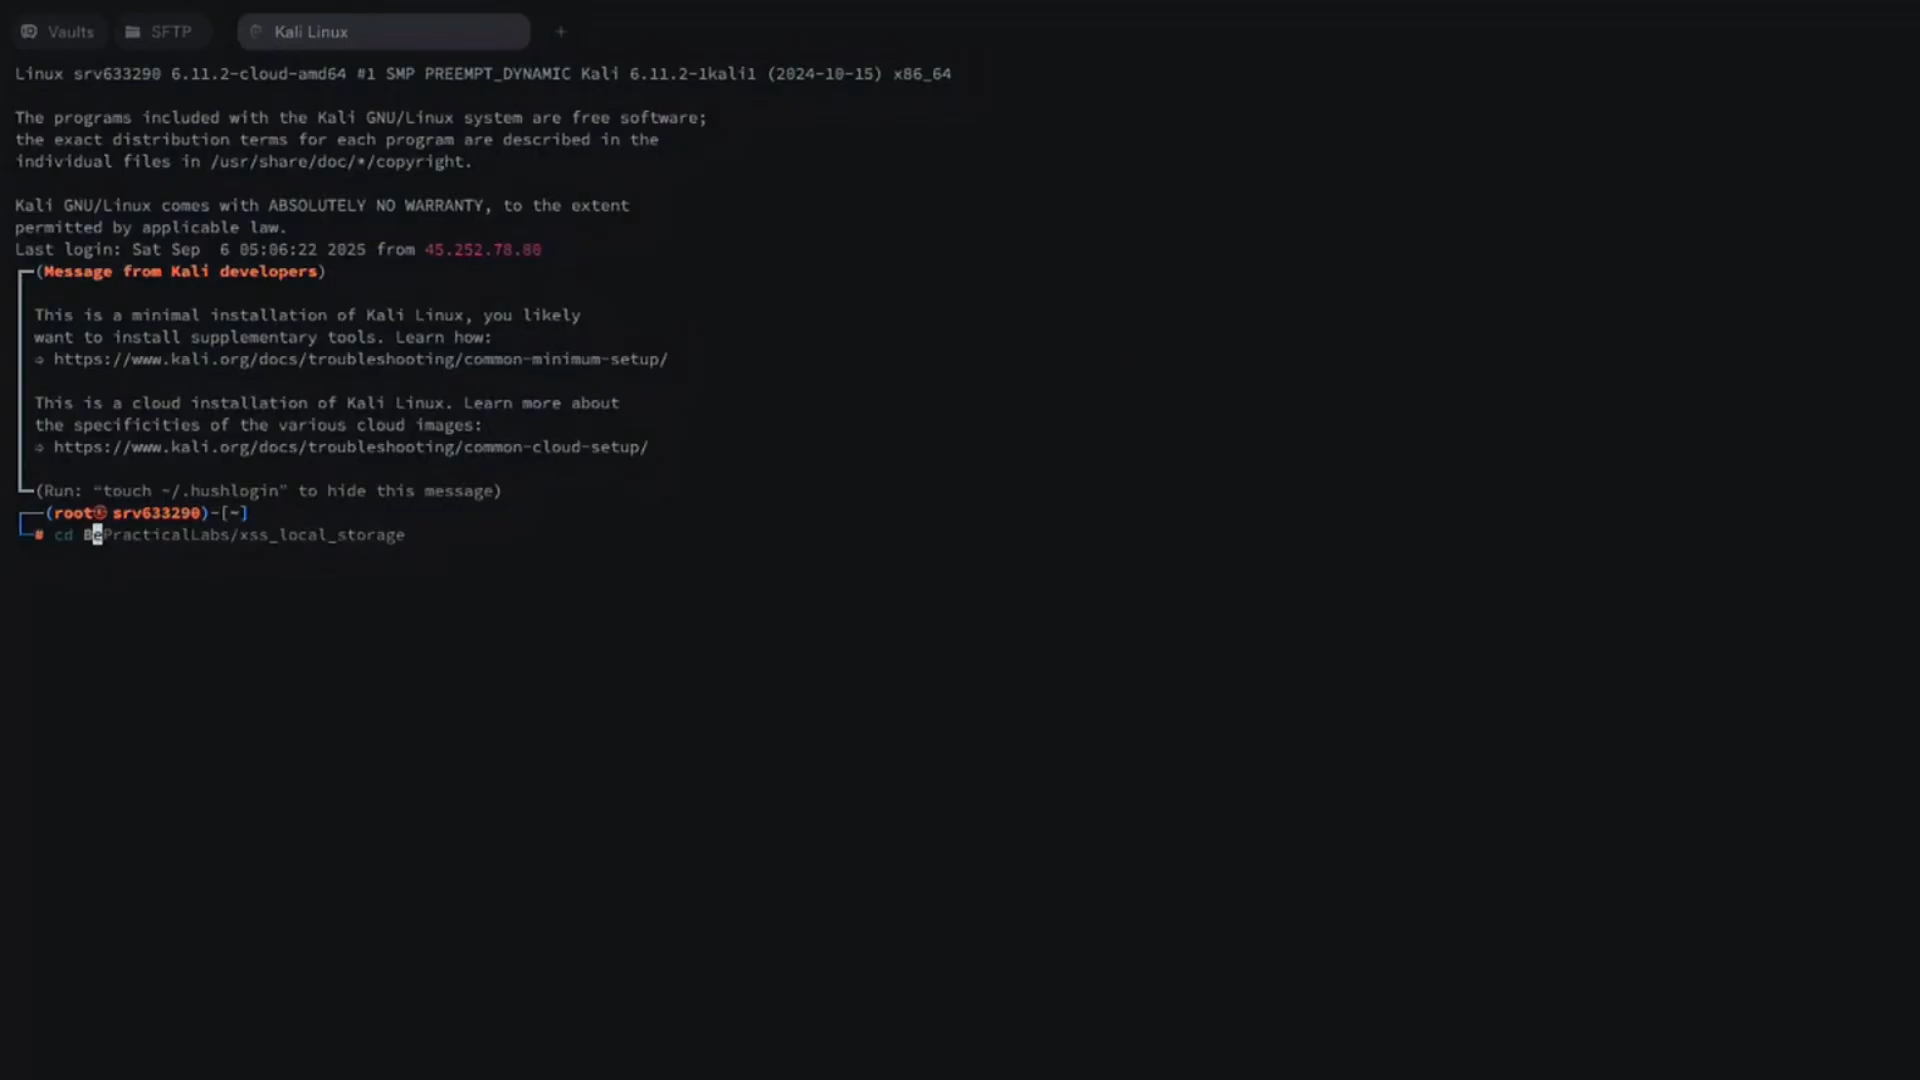 Vaults SFTP Kali Linux +
Linux srv633290 6.11.2-cloud-amd64 #1 SMP PREEMPT_DYNAMIC Kali 6.11.2-1kali1 (2024-10-15) x86_64
The programs included with the Kali GNU/Linux system are free software;
the exact distribution terms for each program are described in the
individual files in /usr/share/doc/*/copyright.
Kali GNU/Linux comes with ABSOLUTELY NO WARRANTY, to the extent
permitted by applicable law.
Last login: Sat Sep  6 05:06:22 2025 from 45.252.78.80
┌─(Message from Kali developers)
│ This is a minimal installation of Kali Linux, you likely
│ want to install supplementary tools. Learn how:
│ ⇒ https://www.kali.org/docs/troubleshooting/common-minimum-setup/
│ This is a cloud installation of Kali Linux. Learn more about
│ the specificities of the various cloud images:
│ ⇒ https://www.kali.org/docs/troubleshooting/common-cloud-setup/
└─(Run: “touch ~/.hushlogin” to hide this message)
┌──(root㉿srv633290)-[~]
└─# cd BePracticalLabs/xss_local_storage